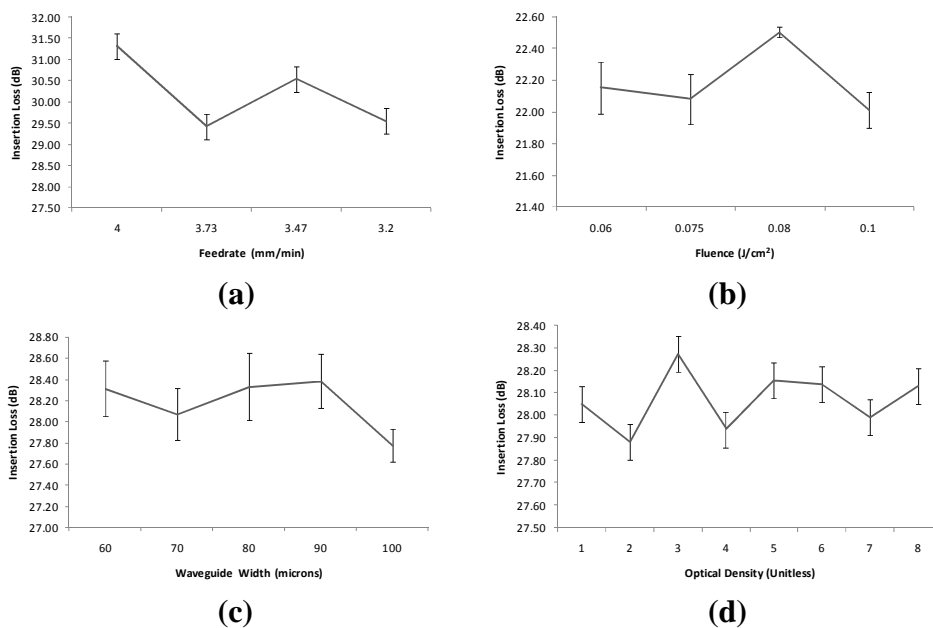 32.00
31.50
31.00
30.50
30.00
29.50
29.00
28.50
28.00
27.50
Insertion Loss (dB)
4 3.73 3.47 3.2
Feedrate (mm/min)
(a)
22.60
22.40
22.20
22.00
21.80
21.60
21.40
Insertion Loss (dB)
0.06 0.075 0.08 0.1
Fluence (J/cm²)
(b)
28.80
28.60
28.40
28.20
28.00
27.80
27.60
27.40
27.20
27.00
Insertion Loss (dB)
60 70 80 90 100
Waveguide Width (microns)
(c)
28.40
28.30
28.20
28.10
28.00
27.90
27.80
27.70
27.60
27.50
Insertion Loss (dB)
1 2 3 4 5 6 7 8
Optical Density (Unitless)
(d)